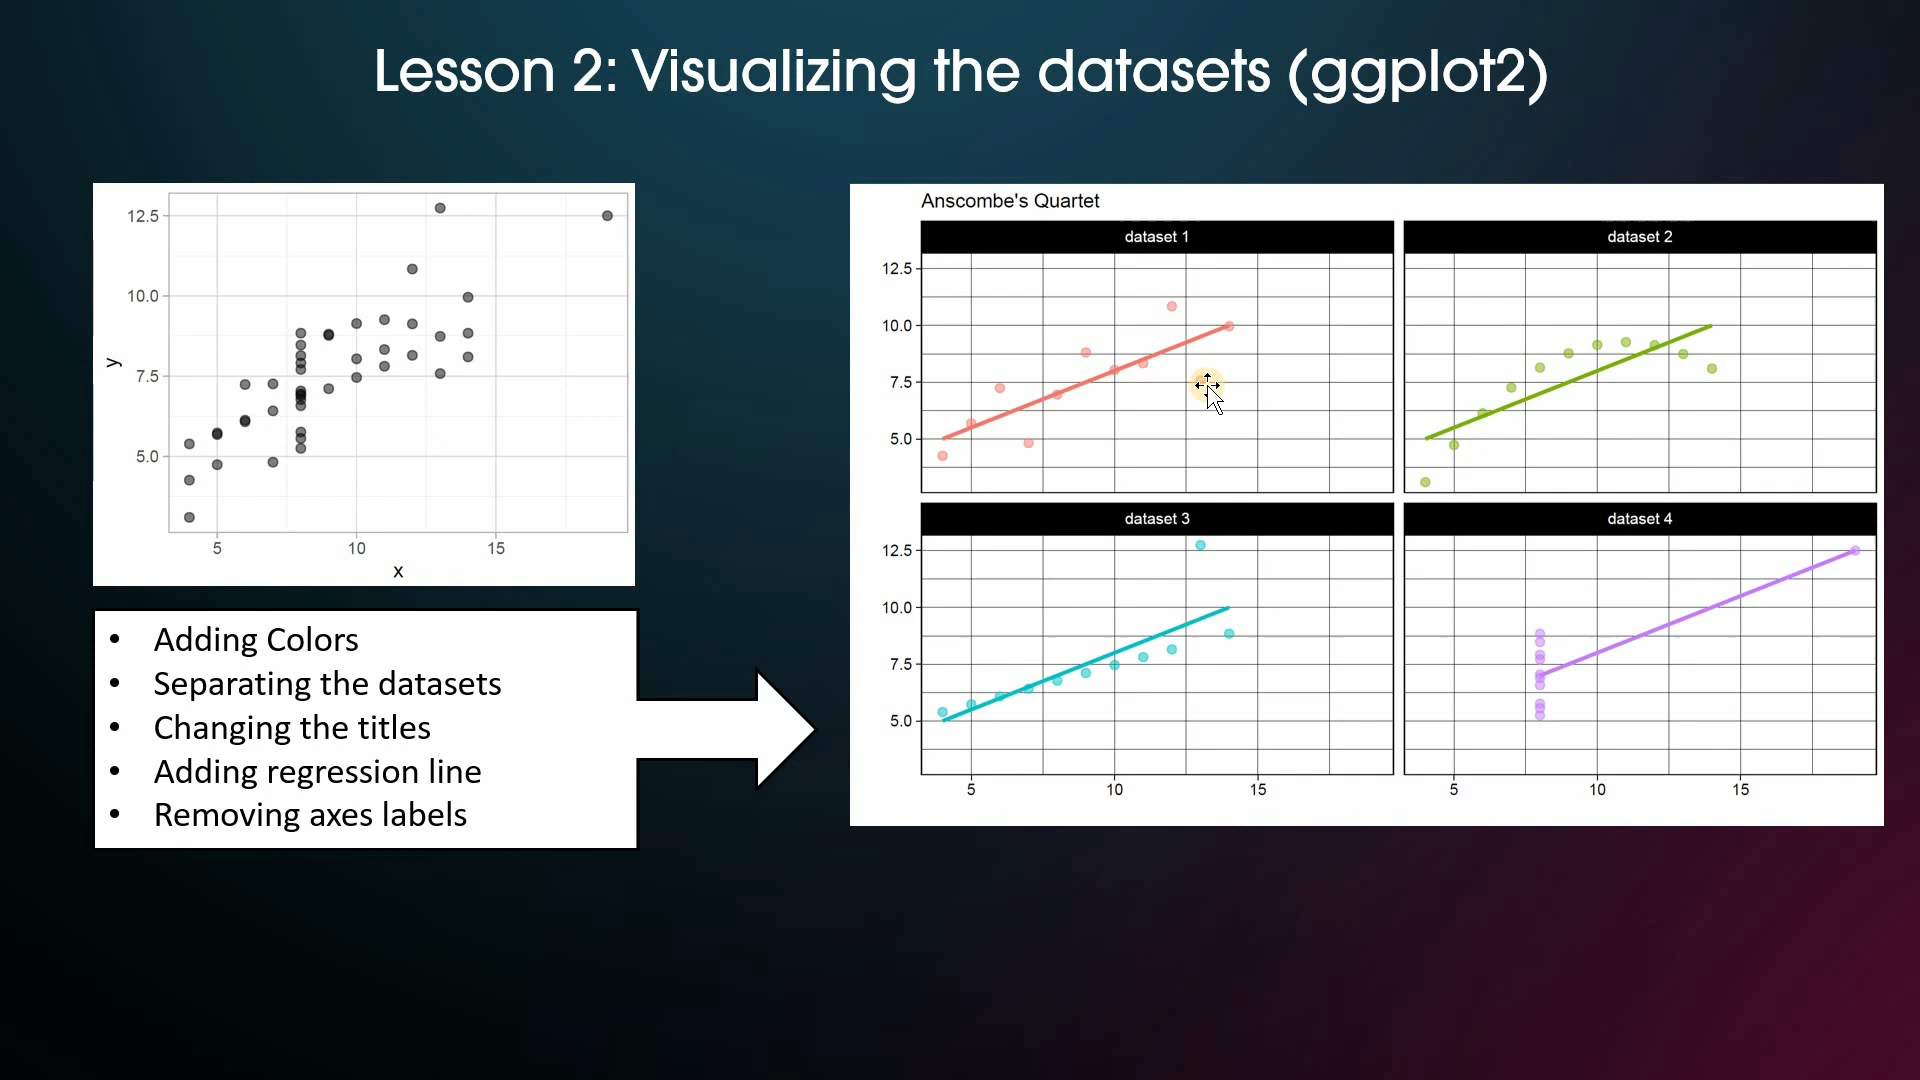 Lesson 2: Visualizing the datasets (ggplot2)
12.5
10.0
7.5
5.0
y
5 10 15
x
• Adding Colors
• Separating the datasets
• Changing the titles
• Adding regression line
• Removing axes labels
Anscombe's Quartet
dataset 1 dataset 2
12.5
10.0
7.5
5.0
dataset 3 dataset 4
12.5
10.0
7.5
5.0
5 10 15 5 10 15